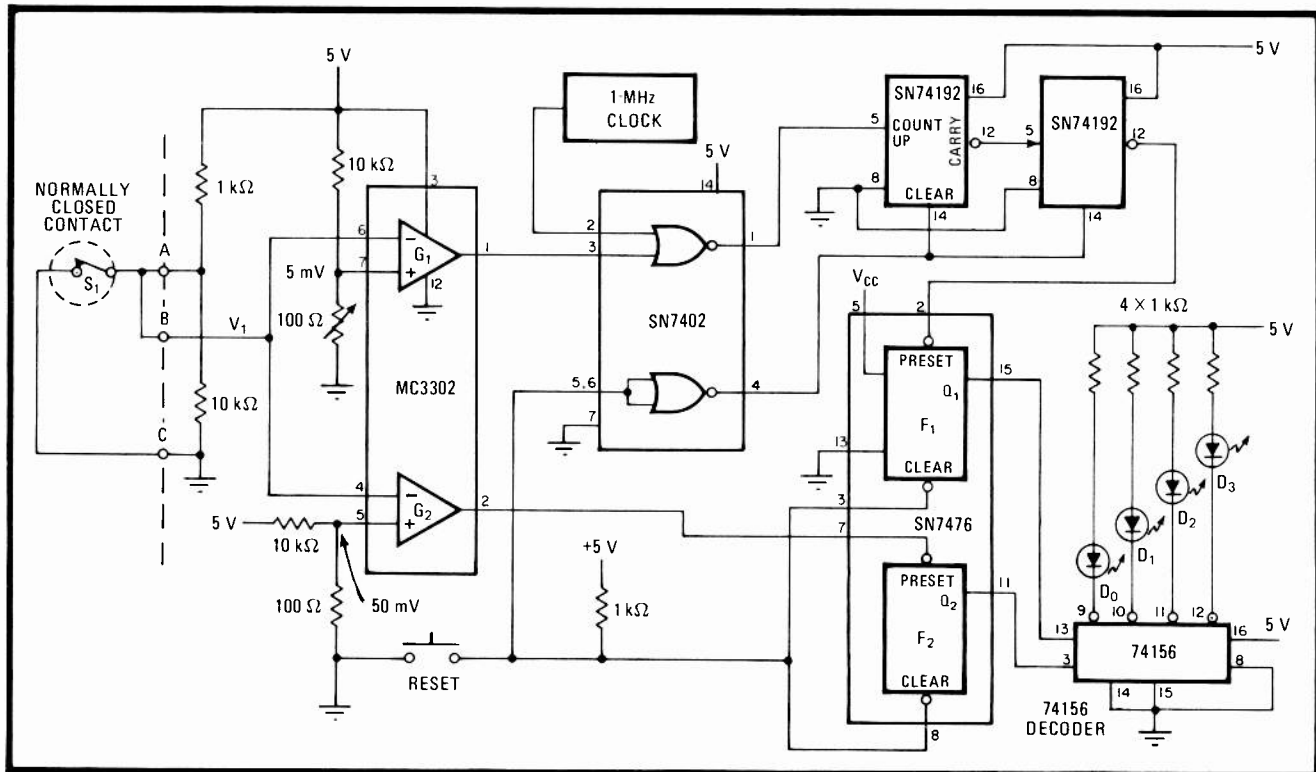 5 V
1-MHz
CLOCK
5 V
SN74192
16
5
COUNT
UP
CARRY
12
8
CLEAR
14
5
SN74192
16
12
8
14
5 V
14
NORMALLY
CLOSED
CONTACT
S1
A
B
C
V1
1 kΩ
10 kΩ
10 kΩ
5 mV
100 Ω
3
6
7
−
+
G1
12
1
MC3302
4
5
−
+
G2
2
5 V
10 kΩ
100 Ω
50 mV
RESET
+5 V
1 kΩ
2
3
1
SN7402
5,6
4
7
VCC
5
2
PRESET
Q1
15
F1
13
CLEAR
3
SN7476
7
PRESET
Q2
11
F2
CLEAR
8
4 × 1 kΩ
5 V
D0
D1
D2
D3
9
10
11
12
13
3
74156
16
5 V
8
14
15
74156
DECODER